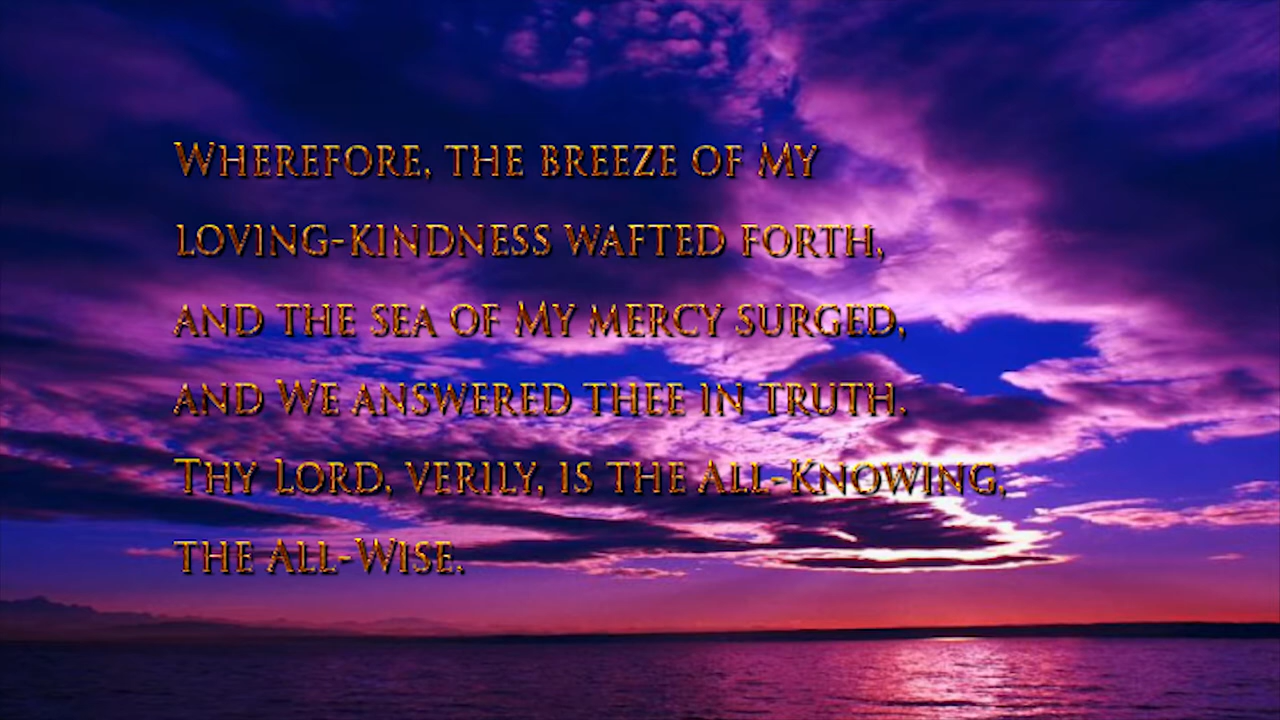 Wherefore, the breeze of My
loving-kindness wafted forth,
and the sea of My mercy surged,
and We answered thee in truth.
Thy Lord, verily, is the All-Knowing,
the All-Wise.